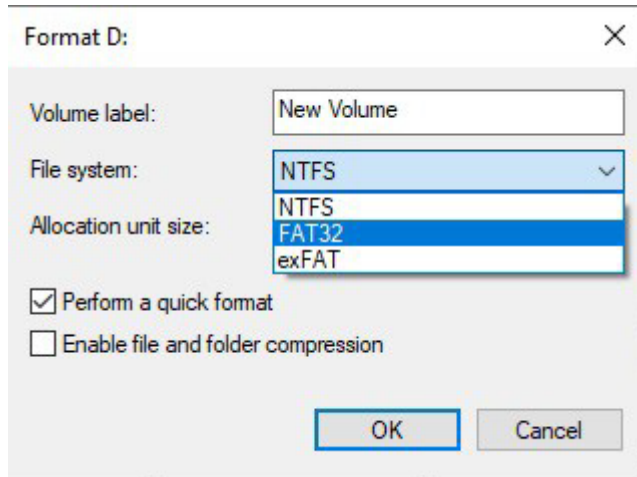 Format D:
Volume label: New Volume
File system: NTFS
NTFS
Allocation unit size: FAT32
exFAT
Perform a quick format
Enable file and folder compression
OK Cancel